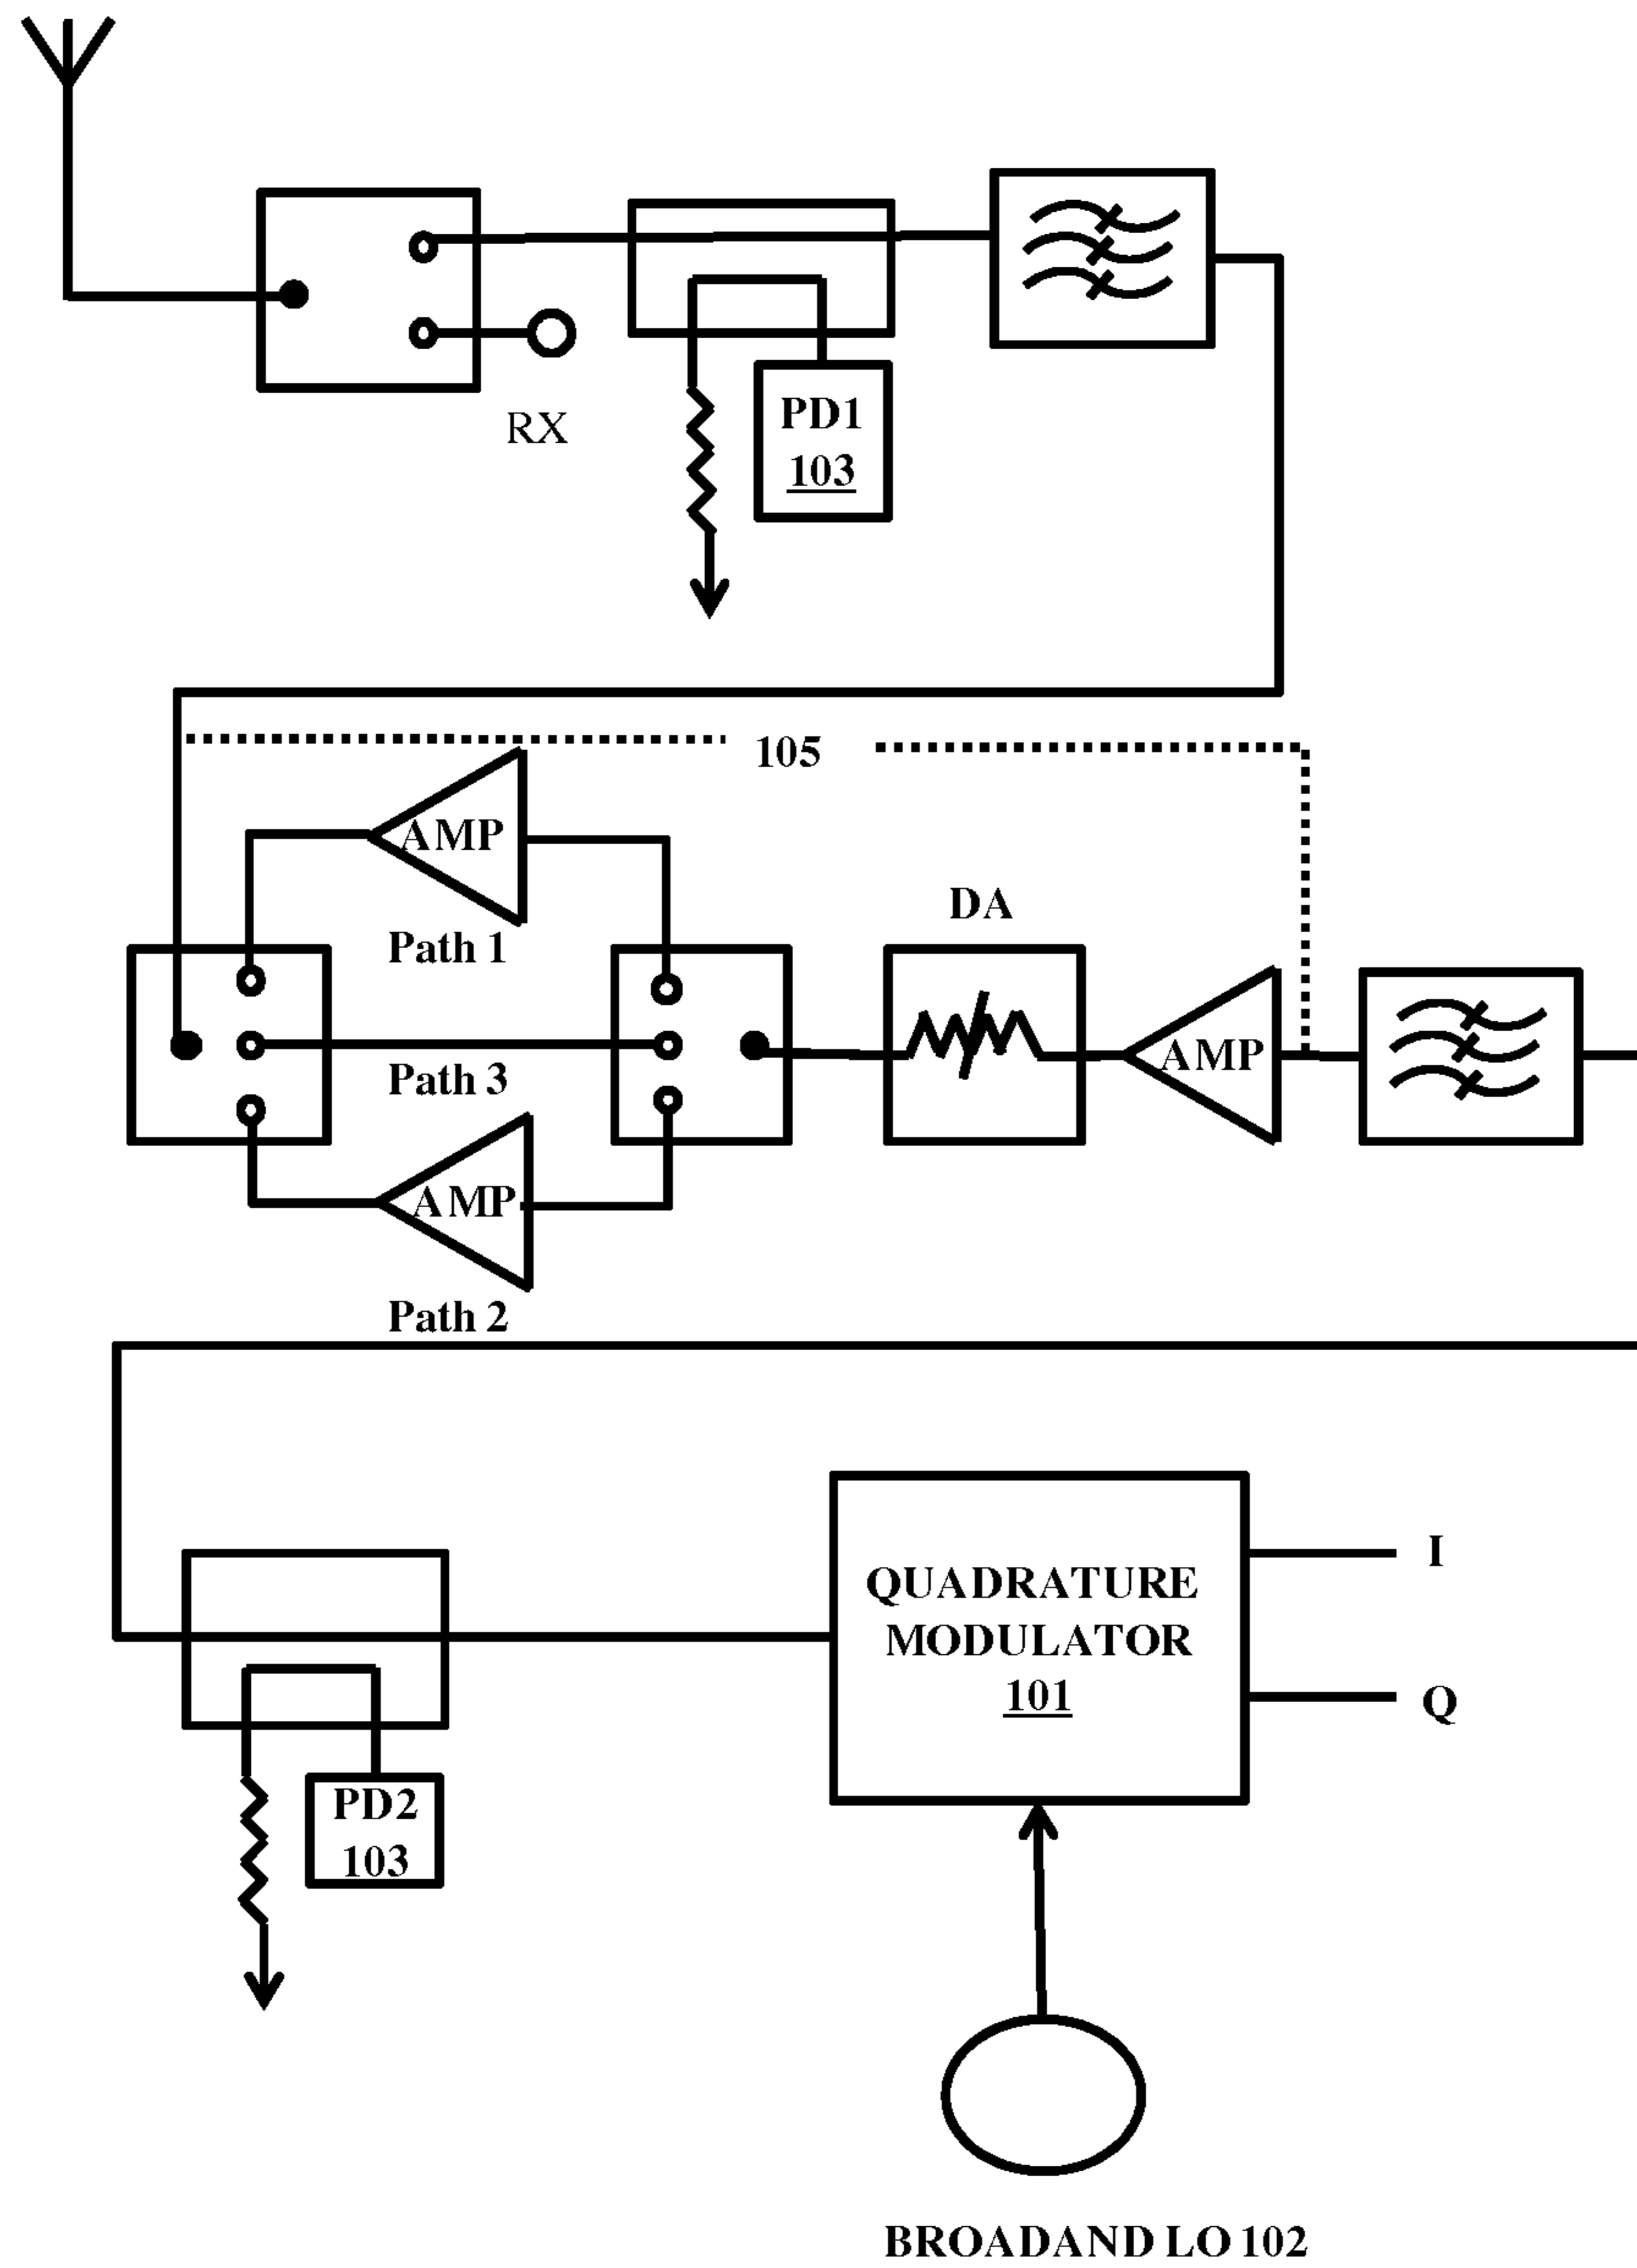 RX
PD1
103
105
AMP
Path 1
DA
AMP
Path 3
AMP
Path 2
QUADRATURE
MODULATOR
101
I
Q
PD2
103
BROADAND LO 102